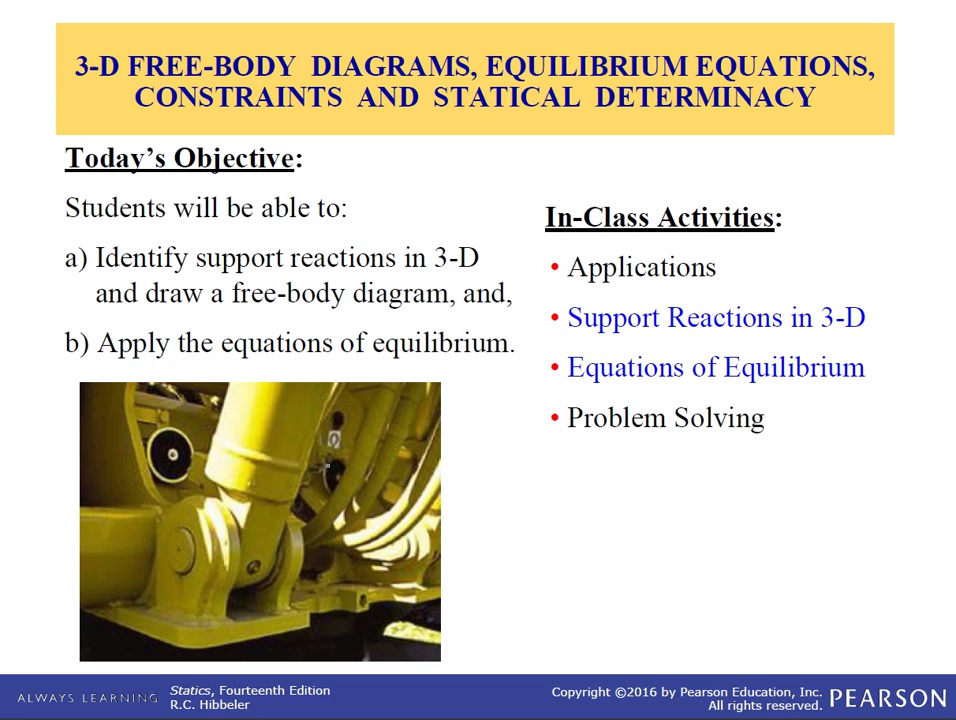 3-D FREE-BODY DIAGRAMS, EQUILIBRIUM EQUATIONS,
CONSTRAINTS AND STATICAL DETERMINACY
Today's Objective:
Students will be able to:
a) Identify support reactions in 3-D
and draw a free-body diagram, and,
b) Apply the equations of equilibrium.
In-Class Activities:
• Applications
• Support Reactions in 3-D
• Equations of Equilibrium
• Problem Solving
ALWAYS LEARNING
Statics, Fourteenth Edition
R.C. Hibbeler
Copyright ©2016 by Pearson Education, Inc.
All rights reserved.
PEARSON